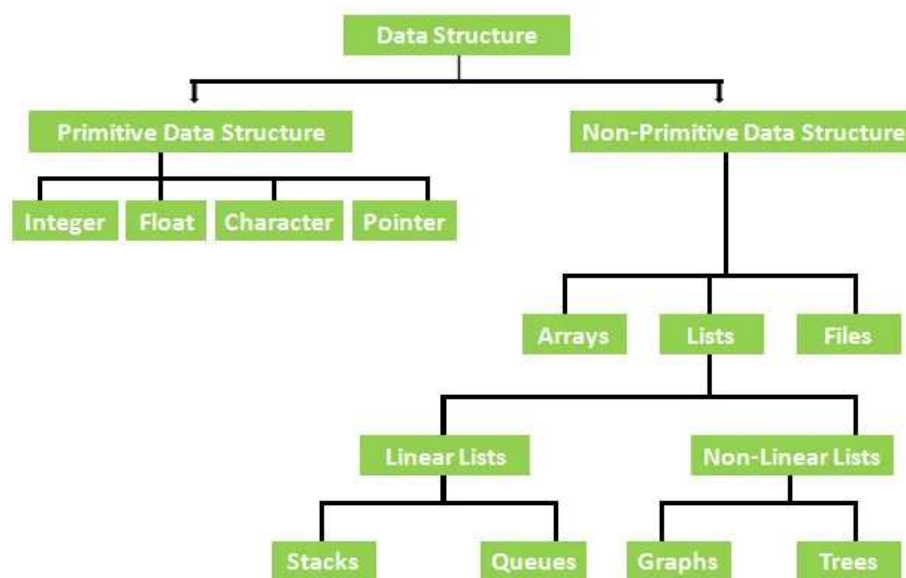 Data Structure
Primitive Data Structure
Non-Primitive Data Structure
Integer
Float
Character
Pointer
Arrays
Lists
Files
Linear Lists
Non-Linear Lists
Stacks
Queues
Graphs
Trees